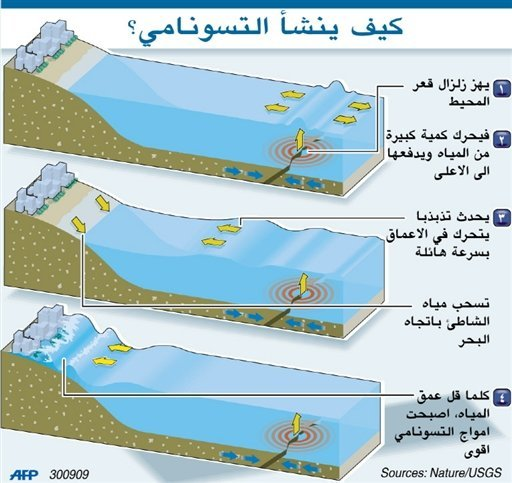 كيف ينشأ التسونامي؟
١ يهز زلزال قعر
المحيط
٢ فيحرك كمية كبيرة
من المياه ويدفعها
الى الاعلى
٣ يحدث تذبذبا
يتحرك في الاعماق
بسرعة هائلة
تسحب مياه
الشاطئ باتجاه
البحر
٤ كلما قل عمق
المياه، اصبحت
امواج التسونامي
اقوى
AFP 300909
Sources: Nature/USGS